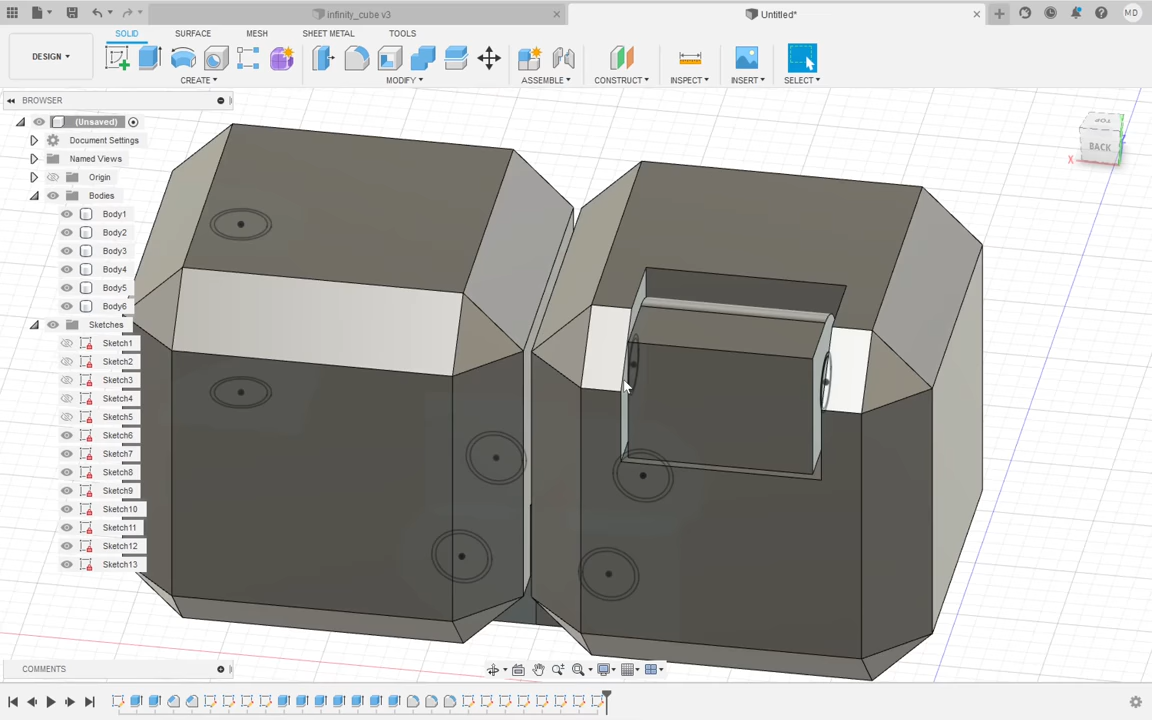 infinity_cube v3
Untitled*
MD
DESIGN
SOLID
SURFACE
MESH
SHEET METAL
TOOLS
CREATE
MODIFY
ASSEMBLE
CONSTRUCT
INSPECT
INSERT
SELECT
BROWSER
(Unsaved)
Document Settings
Named Views
Origin
Bodies
Body1
Body2
Body3
Body4
Body5
Body6
Sketches
Sketch1
Sketch2
Sketch3
Sketch4
Sketch5
Sketch6
Sketch7
Sketch8
Sketch9
Sketch10
Sketch11
Sketch12
Sketch13
TOP
BACK
X
Z
COMMENTS